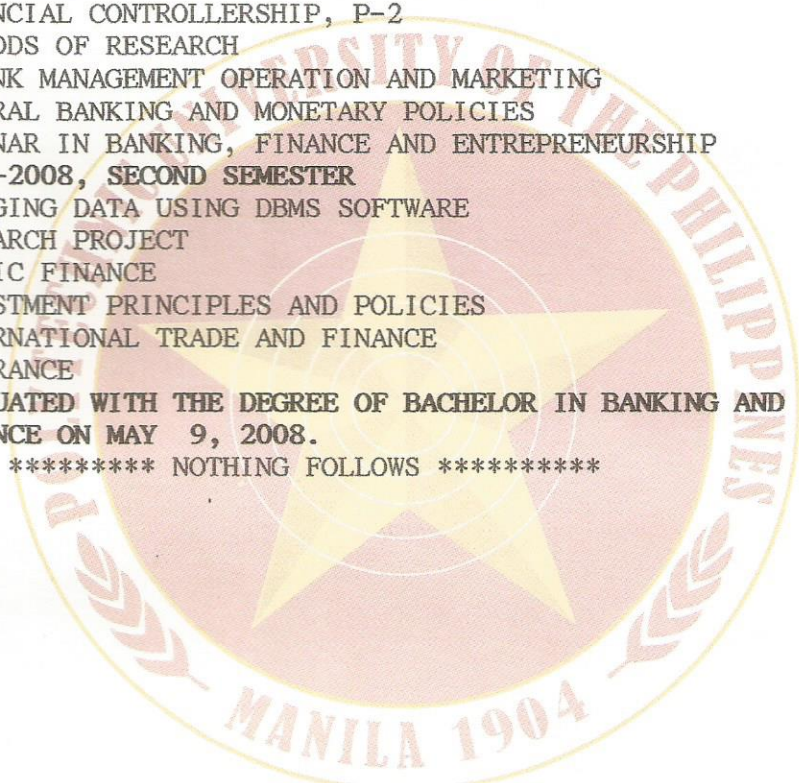 NCIAL CONTROLLERSHIP, P-2
ODS OF RESEARCH
NK MANAGEMENT OPERATION AND MARKETING
RAL BANKING AND MONETARY POLICIES
NAR IN BANKING, FINANCE AND ENTREPRENEURSHIP
-2008, SECOND SEMESTER
GING DATA USING DBMS SOFTWARE
ARCH PROJECT
IC FINANCE
STMENT PRINCIPLES AND POLICIES
RNATIONAL TRADE AND FINANCE
RANCE
UATED WITH THE DEGREE OF BACHELOR IN BANKING AND
NCE ON MAY 9, 2008.
********* NOTHING FOLLOWS **********
POLYTECHNIC UNIVERSITY OF THE PHILIPPINES
MANILA 1904